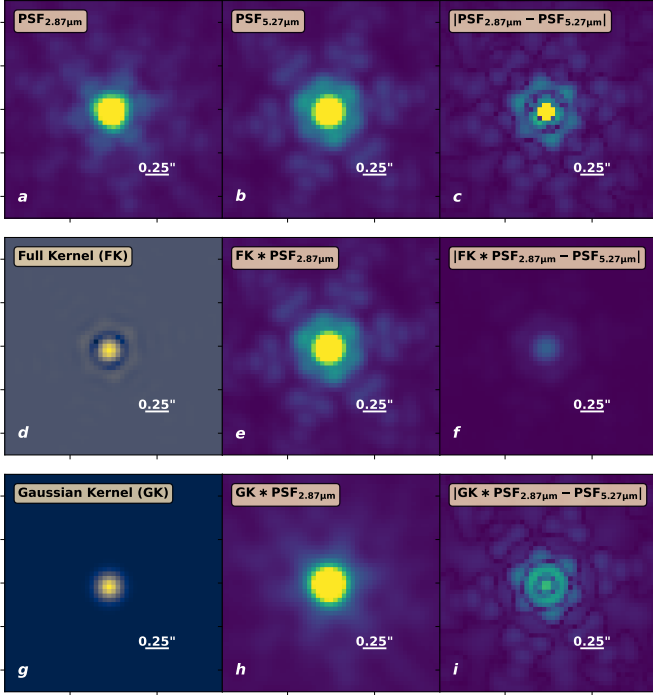 PSF2.87μm
0.25"
a
PSF5.27μm
0.25"
b
|PSF2.87μm − PSF5.27μm|
0.25"
c
Full Kernel (FK)
0.25"
d
FK ∗ PSF2.87μm
0.25"
e
|FK ∗ PSF2.87μm − PSF5.27μm|
0.25"
f
Gaussian Kernel (GK)
0.25"
g
GK ∗ PSF2.87μm
0.25"
h
|GK ∗ PSF2.87μm − PSF5.27μm|
0.25"
i